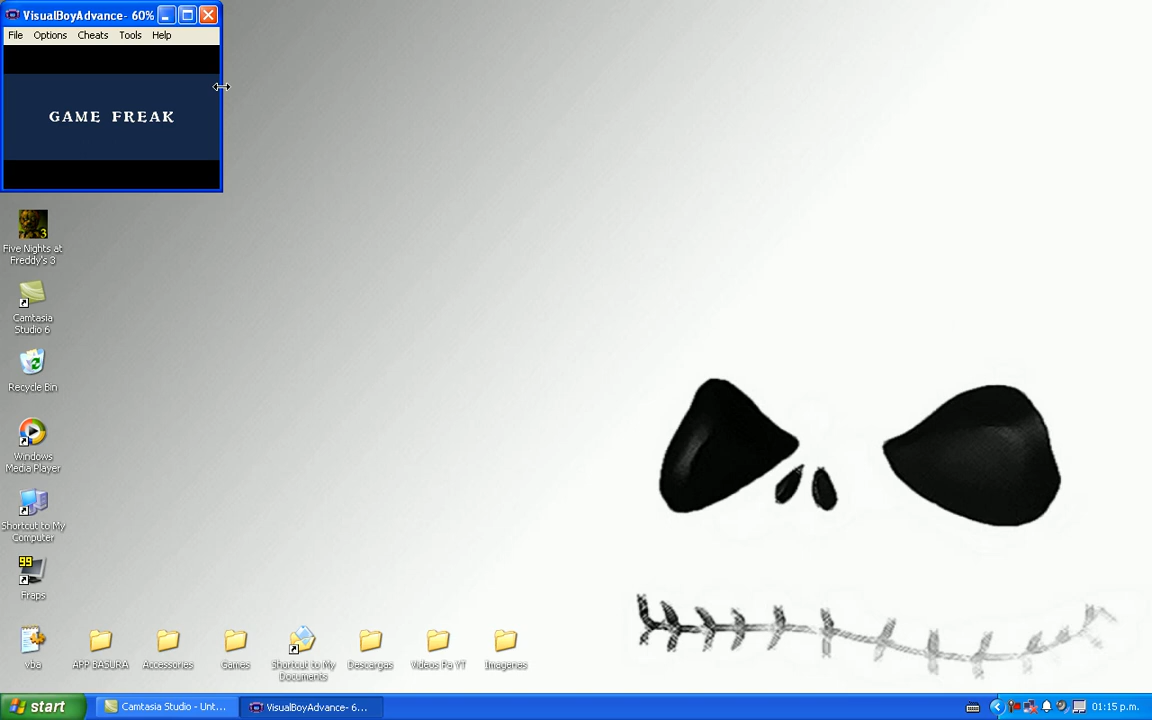 VisualBoyAdvance- 60%
File Options Cheats Tools Help
GAME FREAK
3
Five Nights at
Freddy's 3
Camtasia
Studio 6
Recycle Bin
Windows
Media Player
Shortcut to My
Computer
99
Fraps
vba
APP BASURA
Accessories
Games
Shortcut to My
Documents
Descargas
Videos Pa YT
Imagenes
start
Camtasia Studio - Unt...
VisualBoyAdvance- 6...
01:15 p.m.